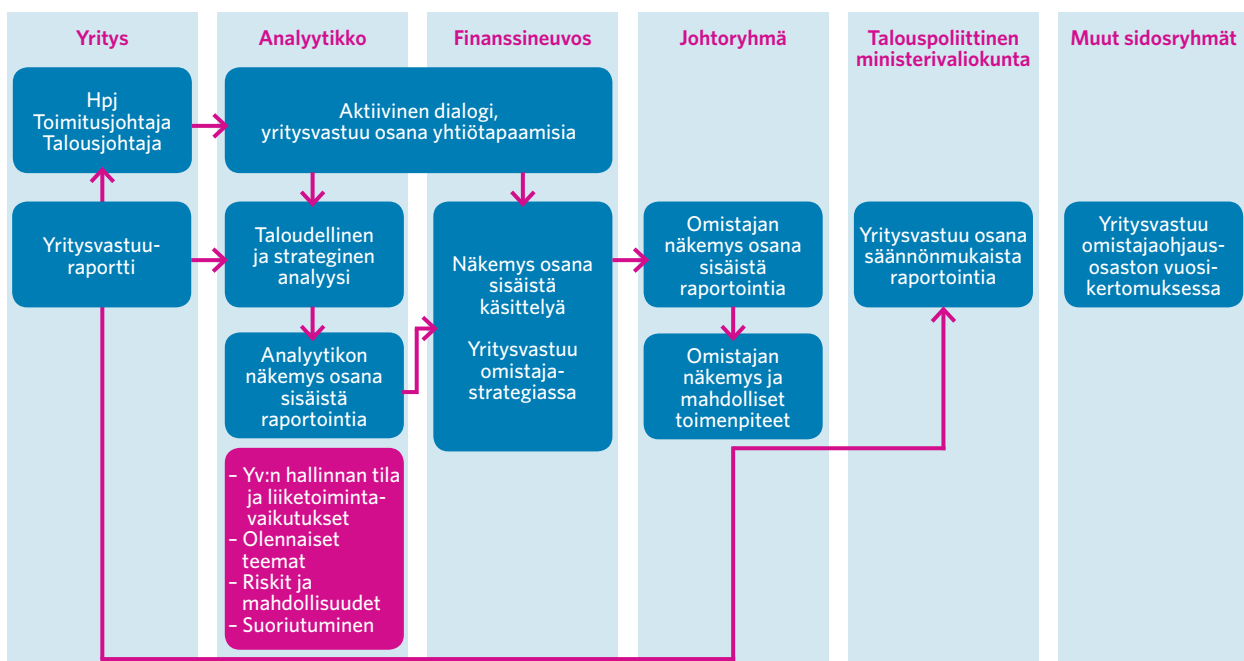 Yritys
Analyytikko
Finanssineuvos
Johtoryhmä
Talouspoliittinen
ministerivaliokunta
Muut sidosryhmät
Hpj
Toimitusjohtaja
Talousjohtaja
Aktiivinen dialogi,
yritysvastuu osana yhtiötapaamisia
Yritysvastuu-
raportti
Taloudellinen
ja strateginen
analyysi
Analyytikon
näkemys osana
sisäistä
raportointia
– Yv:n hallinnan tila
ja liiketoiminta-
vaikutukset
– Olennaiset
teemat
– Riskit ja
mahdollisuudet
– Suoriutuminen
Näkemys osana
sisäistä
käsittelyä
Yritysvastuu
omistaja-
strategiassa
Omistajan
näkemys osana
sisäistä
raportointia
Omistajan
näkemys ja
mahdolliset
toimenpiteet
Yritysvastuu osana
säännönmukaista
raportointia
Yritysvastuu
omistajaohjaus-
osaston vuosi-
kertomuksessa